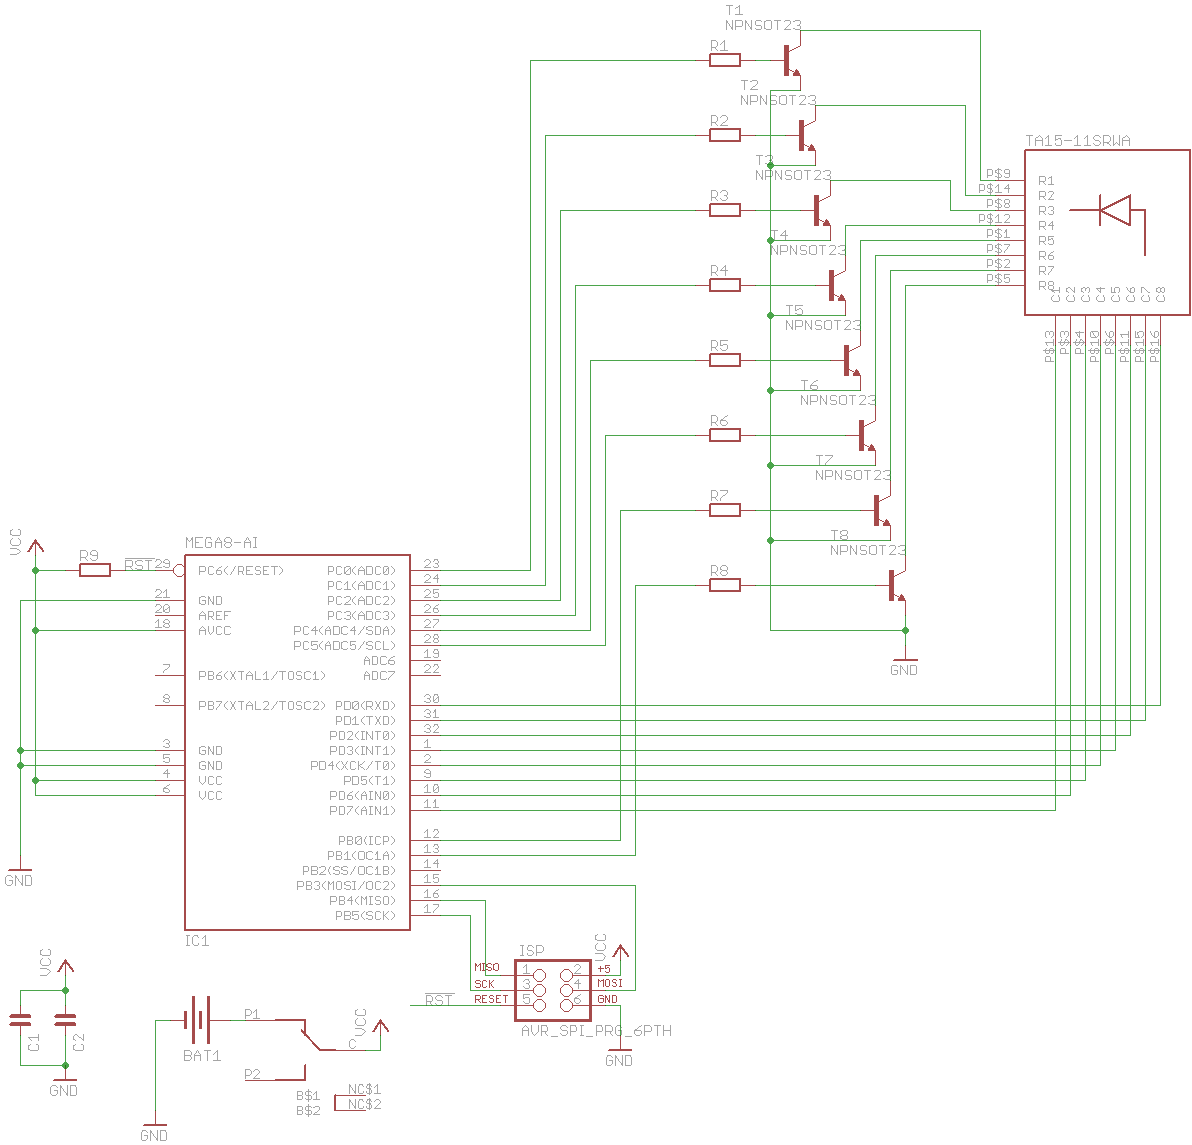 T1
NPNSOT23
R1
T2
NPNSOT23
R2
T3
NPNSOT23
R3
T4
NPNSOT23
R4
T5
NPNSOT23
R5
T6
NPNSOT23
R6
T7
NPNSOT23
R7
T8
NPNSOT23
R8
GND
TA15-11SRWA
P$9 R1
P$14 R2
P$8 R3
P$12 R4
P$1 R5
P$7 R6
P$2 R7
P$5 R8
C1 C2 C3 C4 C5 C6 C7 C8
P$13 P$3 P$4 P$10 P$6 P$11 P$15 P$16
VCC
R9
RST
MEGA8-AI
29 PC6(/RESET) PC0(ADC0) 23
PC1(ADC1) 24
21 GND PC2(ADC2) 25
20 AREF PC3(ADC3) 26
18 AVCC PC4(ADC4/SDA) 27
PC5(ADC5/SCL) 28
ADC6 19
7 PB6(XTAL1/TOSC1) ADC7 22
8 PB7(XTAL2/TOSC2) PD0(RXD) 30
PD1(TXD) 31
PD2(INT0) 32
3 GND PD3(INT1) 1
5 GND PD4(XCK/T0) 2
4 VCC PD5(T1) 9
6 VCC PD6(AIN0) 10
PD7(AIN1) 11
PB0(ICP) 12
PB1(OC1A) 13
PB2(SS/OC1B) 14
PB3(MOSI/OC2) 15
PB4(MISO) 16
PB5(SCK) 17
IC1
GND
VCC
C1
C2
GND
BAT1
GND
P1
P2
C
VCC
B$1
B$2
NC$1
NC$2
ISP
VCC
MISO 1 2 +5
SCK 3 4 MOSI
RST RESET 5 6 GND
AVR_SPI_PRG_6PTH
GND